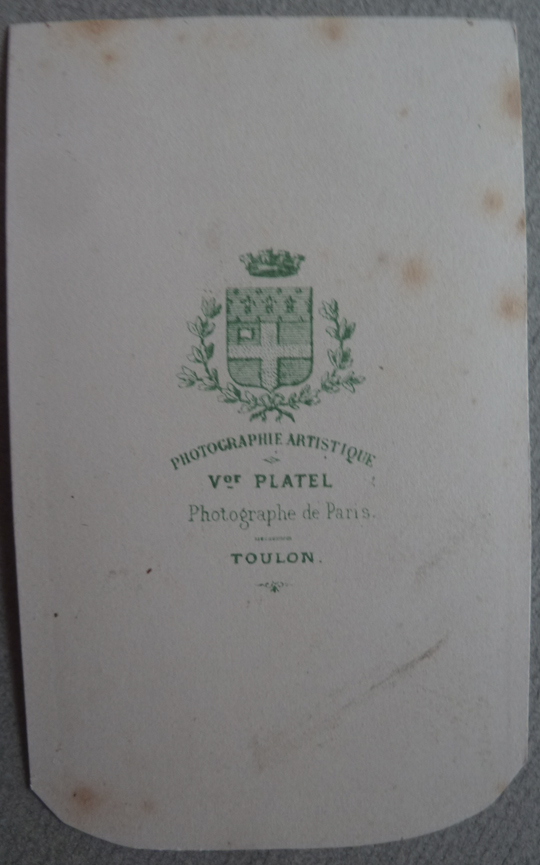 PHOTOGRAPHIE ARTISTIQUE
Vor PLATEL
Photographe de Paris.
TOULON.